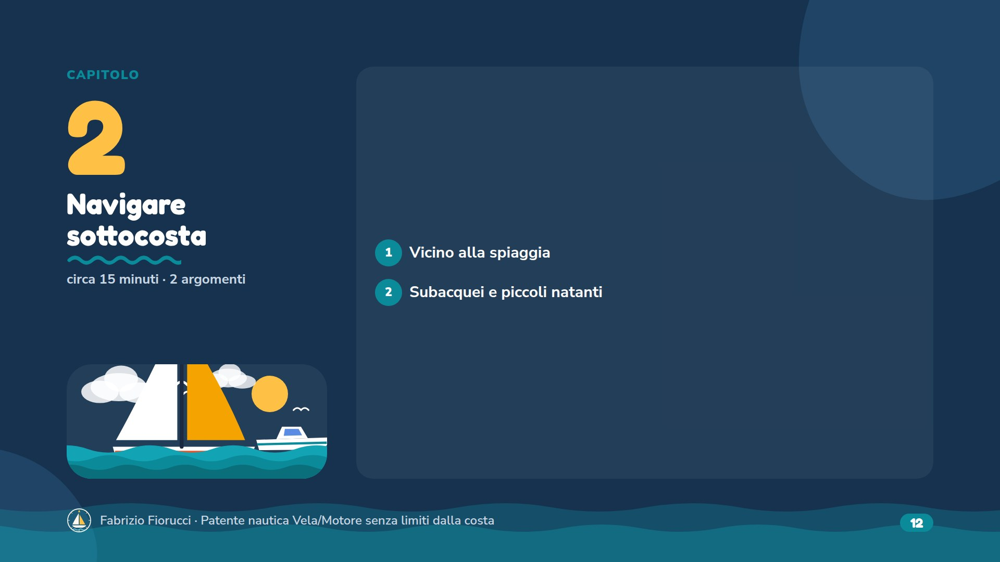 CAPITOLO
2
Navigare
sottocosta
circa 15 minuti · 2 argomenti
1 Vicino alla spiaggia
2 Subacquei e piccoli natanti
Fabrizio Fiorucci · Patente nautica Vela/Motore senza limiti dalla costa
12